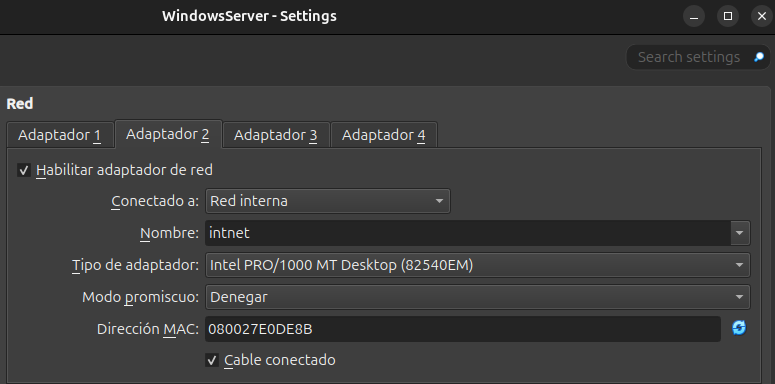 WindowsServer - Settings
Search settings
Red
Adaptador 1 Adaptador 2 Adaptador 3 Adaptador 4
Habilitar adaptador de red
Conectado a: Red interna
Nombre: intnet
Tipo de adaptador: Intel PRO/1000 MT Desktop (82540EM)
Modo promiscuo: Denegar
Dirección MAC: 080027E0DE8B
Cable conectado